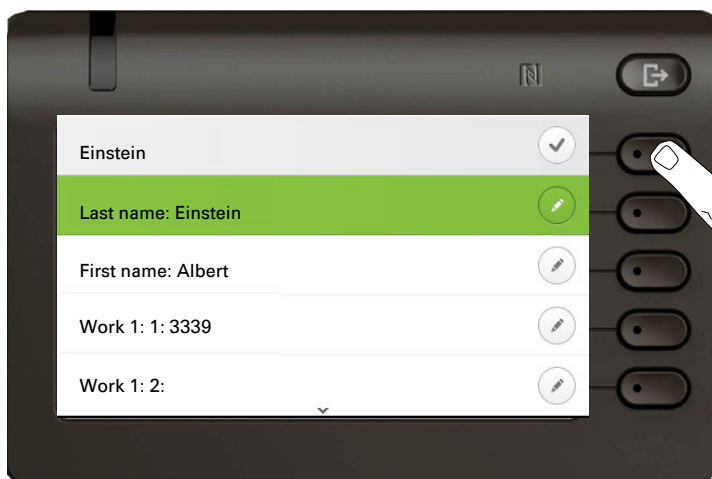 Einstein
Last name: Einstein
First name: Albert
Work 1: 1: 3339
Work 1: 2: